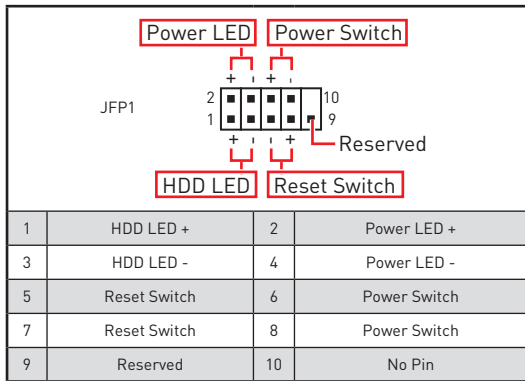 Power LED Power Switch
+ - + -
JFP1
2 10
1 9
+ - - +
Reserved
HDD LED Reset Switch
1 HDD LED + 2 Power LED +
3 HDD LED - 4 Power LED -
5 Reset Switch 6 Power Switch
7 Reset Switch 8 Power Switch
9 Reserved 10 No Pin